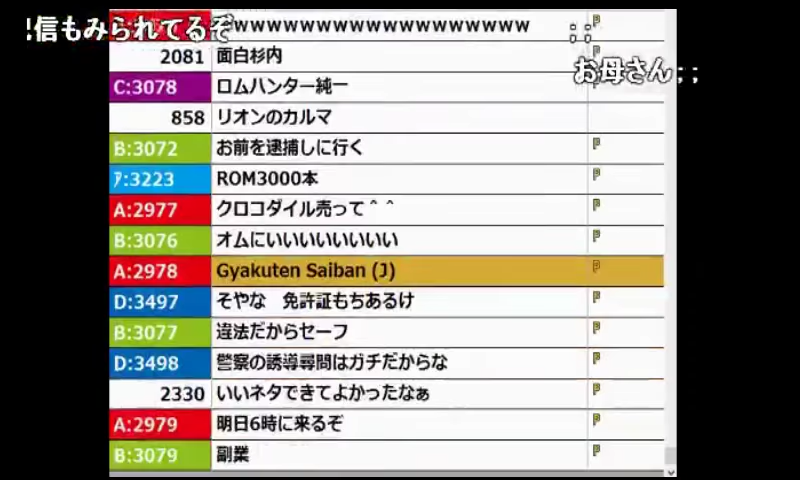 !信もみられてるぞ
wwwwwwwwwwwwwwwwwww
お母さん；；
2081 面白杉内
C:3078 ロムハンター純一
858 リオンのカルマ
B:3072 お前を逮捕しに行く
ｱ:3223 ROM3000本
A:2977 クロコダイル売って＾＾
B:3076 オムにいいいいいいいい
A:2978 Gyakuten Saiban (J)
D:3497 そやな　免許証もちあるけ
B:3077 違法だからセーフ
D:3498 警察の誘導尋問はガチだからな
2330 いいネタできてよかったなぁ
A:2979 明日6時に来るぞ
B:3079 副業